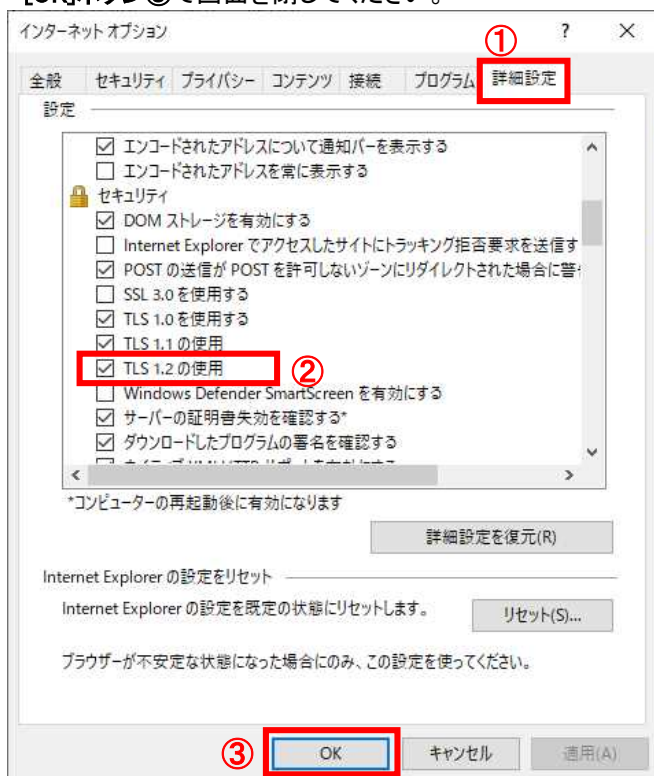 [OK]ボタン③で画面を閉じてください。
インターネット オプション ① ? ×
全般 セキュリティ プライバシー コンテンツ 接続 プログラム 詳細設定
設定
エンコードされたアドレスについて通知バーを表示する
エンコードされたアドレスを常に表示する
セキュリティ
DOM ストレージを有効にする
Internet Explorer でアクセスしたサイトにトラッキング拒否要求を送信す
POST の送信が POST を許可しないゾーンにリダイレクトされた場合に警告
SSL 3.0 を使用する
TLS 1.0 を使用する
TLS 1.1 の使用
TLS 1.2 の使用 ②
Windows Defender SmartScreen を有効にする
サーバーの証明書失効を確認する*
ダウンロードしたプログラムの署名を確認する
*コンピューターの再起動後に有効になります
詳細設定を復元(R)
Internet Explorer の設定をリセット
Internet Explorer の設定を既定の状態にリセットします。
リセット(S)...
ブラウザーが不安定な状態になった場合にのみ、この設定を使ってください。
③ OK キャンセル 適用(A)